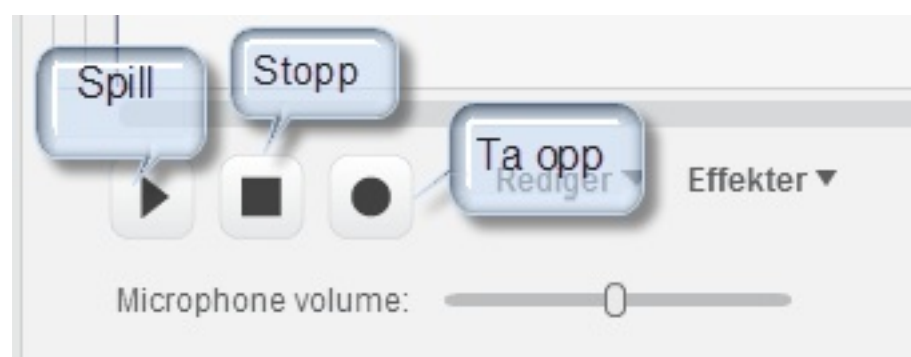 Spill
Stopp
Ta opp
Rediger ▼
Effekter ▼
Microphone volume: